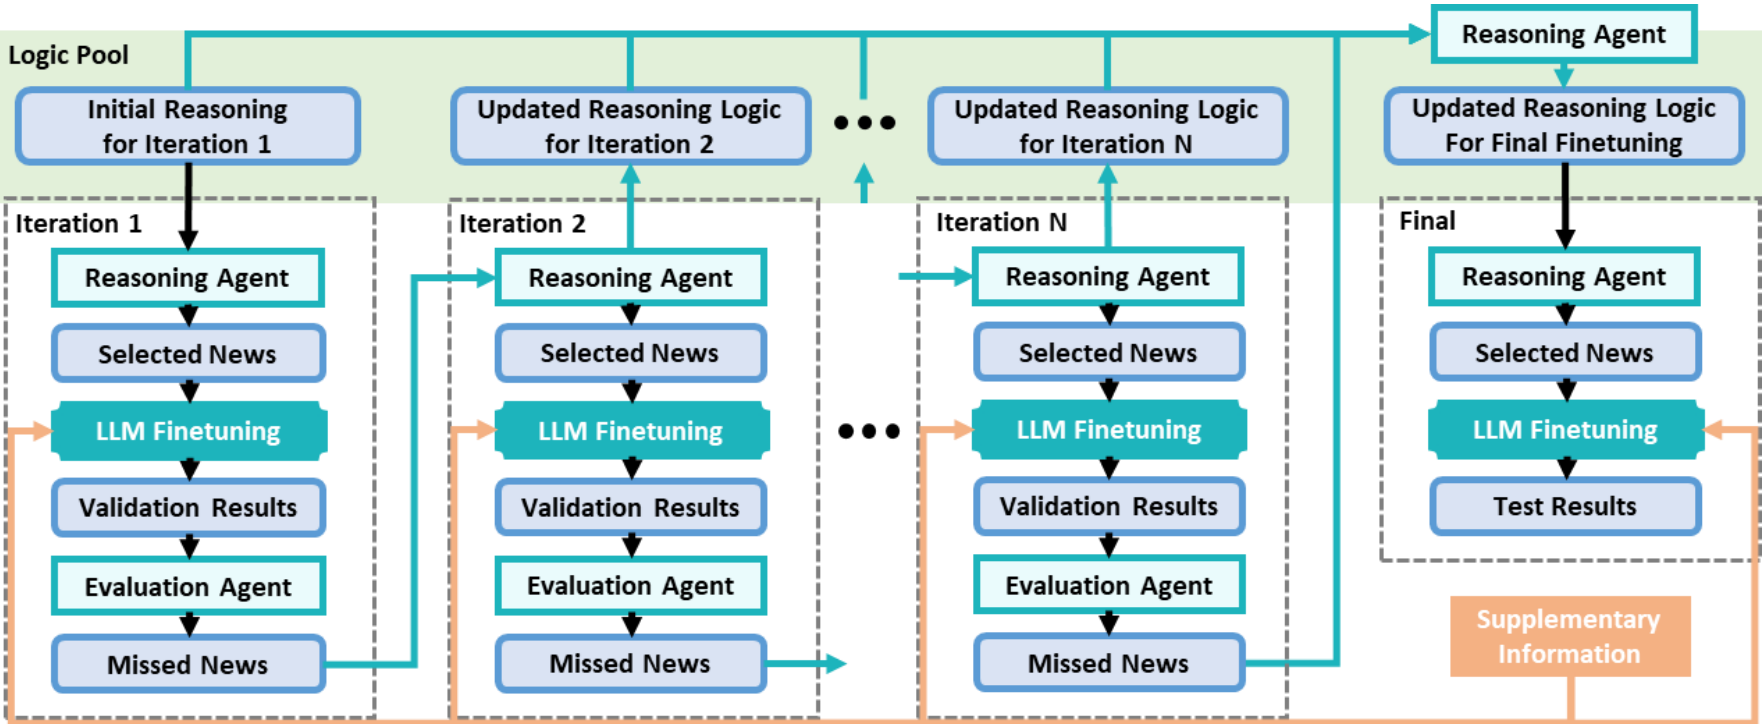 Logic Pool
Initial Reasoning
for Iteration 1
Updated Reasoning Logic
for Iteration 2
Updated Reasoning Logic
for Iteration N
Reasoning Agent
Updated Reasoning Logic
For Final Finetuning
Iteration 1
Reasoning Agent
Selected News
LLM Finetuning
Validation Results
Evaluation Agent
Missed News
Iteration 2
Reasoning Agent
Selected News
LLM Finetuning
Validation Results
Evaluation Agent
Missed News
Iteration N
Reasoning Agent
Selected News
LLM Finetuning
Validation Results
Evaluation Agent
Missed News
Final
Reasoning Agent
Selected News
LLM Finetuning
Test Results
Supplementary
Information